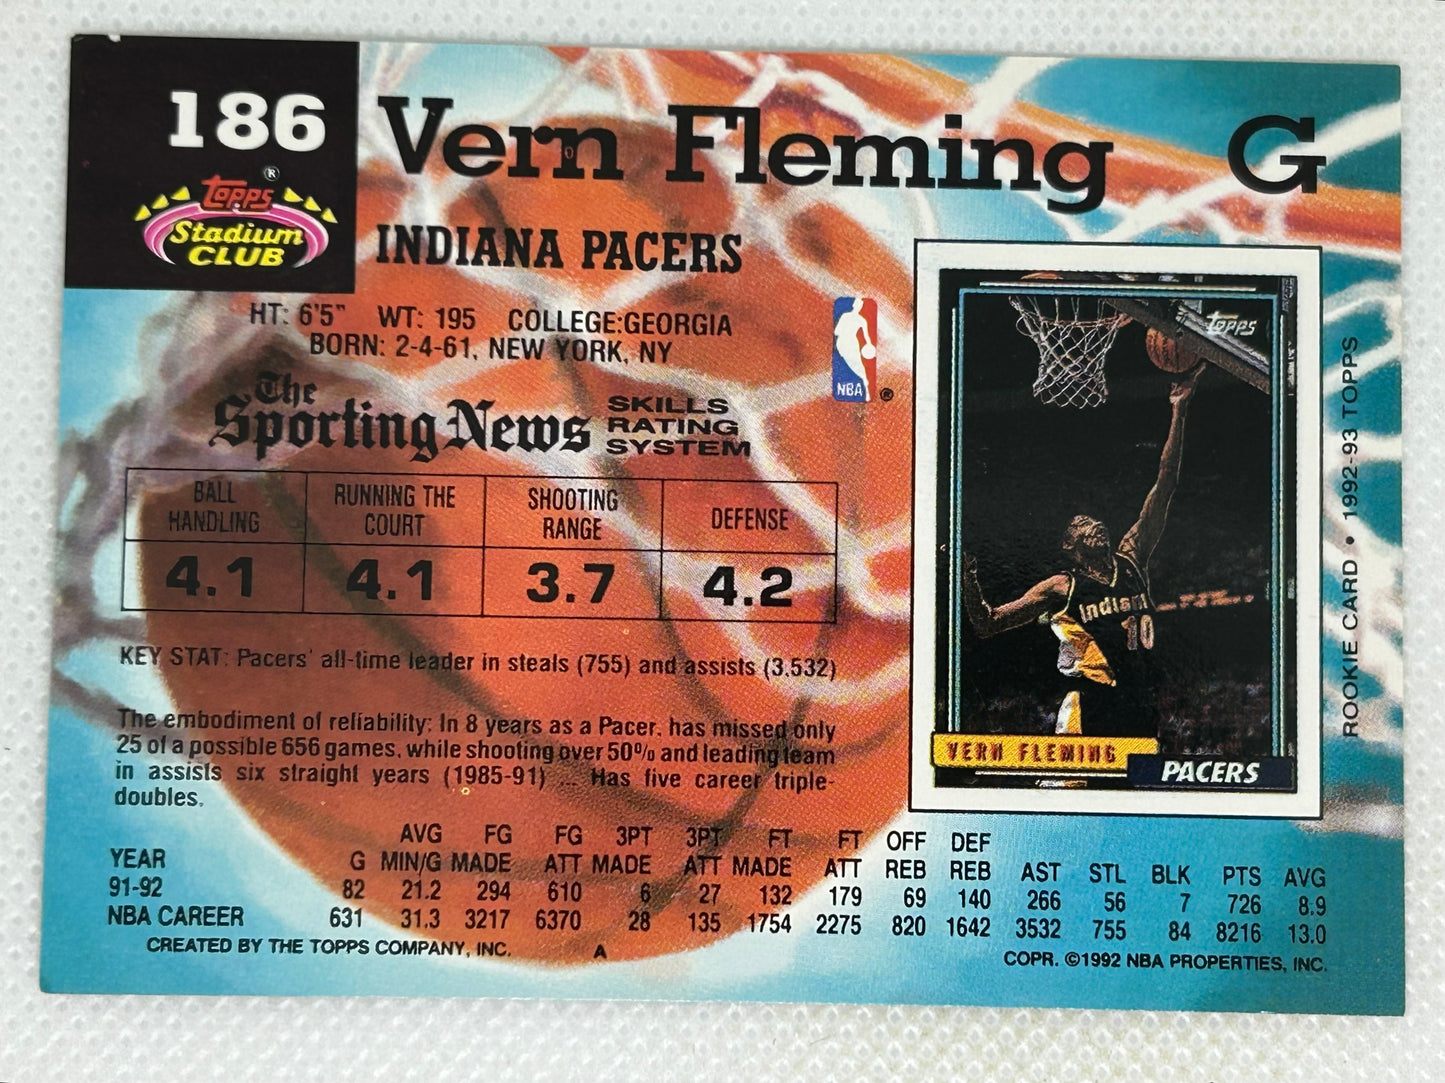 186
Topps ®
Stadium
CLUB
Vern Fleming G
INDIANA PACERS
HT: 6'5" WT: 195 COLLEGE:GEORGIA
BORN: 2-4-61, NEW YORK, NY
NBA ®
The
Sporting News
SKILLS
RATING
SYSTEM
BALL HANDLING
RUNNING THE COURT
SHOOTING RANGE
DEFENSE
4.1 4.1 3.7 4.2
KEY STAT: Pacers' all-time leader in steals (755) and assists (3,532)
The embodiment of reliability: In 8 years as a Pacer, has missed only
25 of a possible 656 games, while shooting over 50% and leading team
in assists six straight years (1985-91) ... Has five career triple-
doubles.
Topps
Indiana
10
VERN FLEMING
PACERS
ROOKIE CARD • 1992-93 TOPPS
AVG FG FG 3PT 3PT FT FT OFF DEF
YEAR G MIN/G MADE ATT MADE ATT MADE ATT REB REB AST STL BLK PTS AVG
91-92 82 21.2 294 610 6 27 132 179 69 140 266 56 7 726 8.9
NBA CAREER 631 31.3 3217 6370 28 135 1754 2275 820 1642 3532 755 84 8216 13.0
CREATED BY THE TOPPS COMPANY, INC. A COPR. ©1992 NBA PROPERTIES, INC.